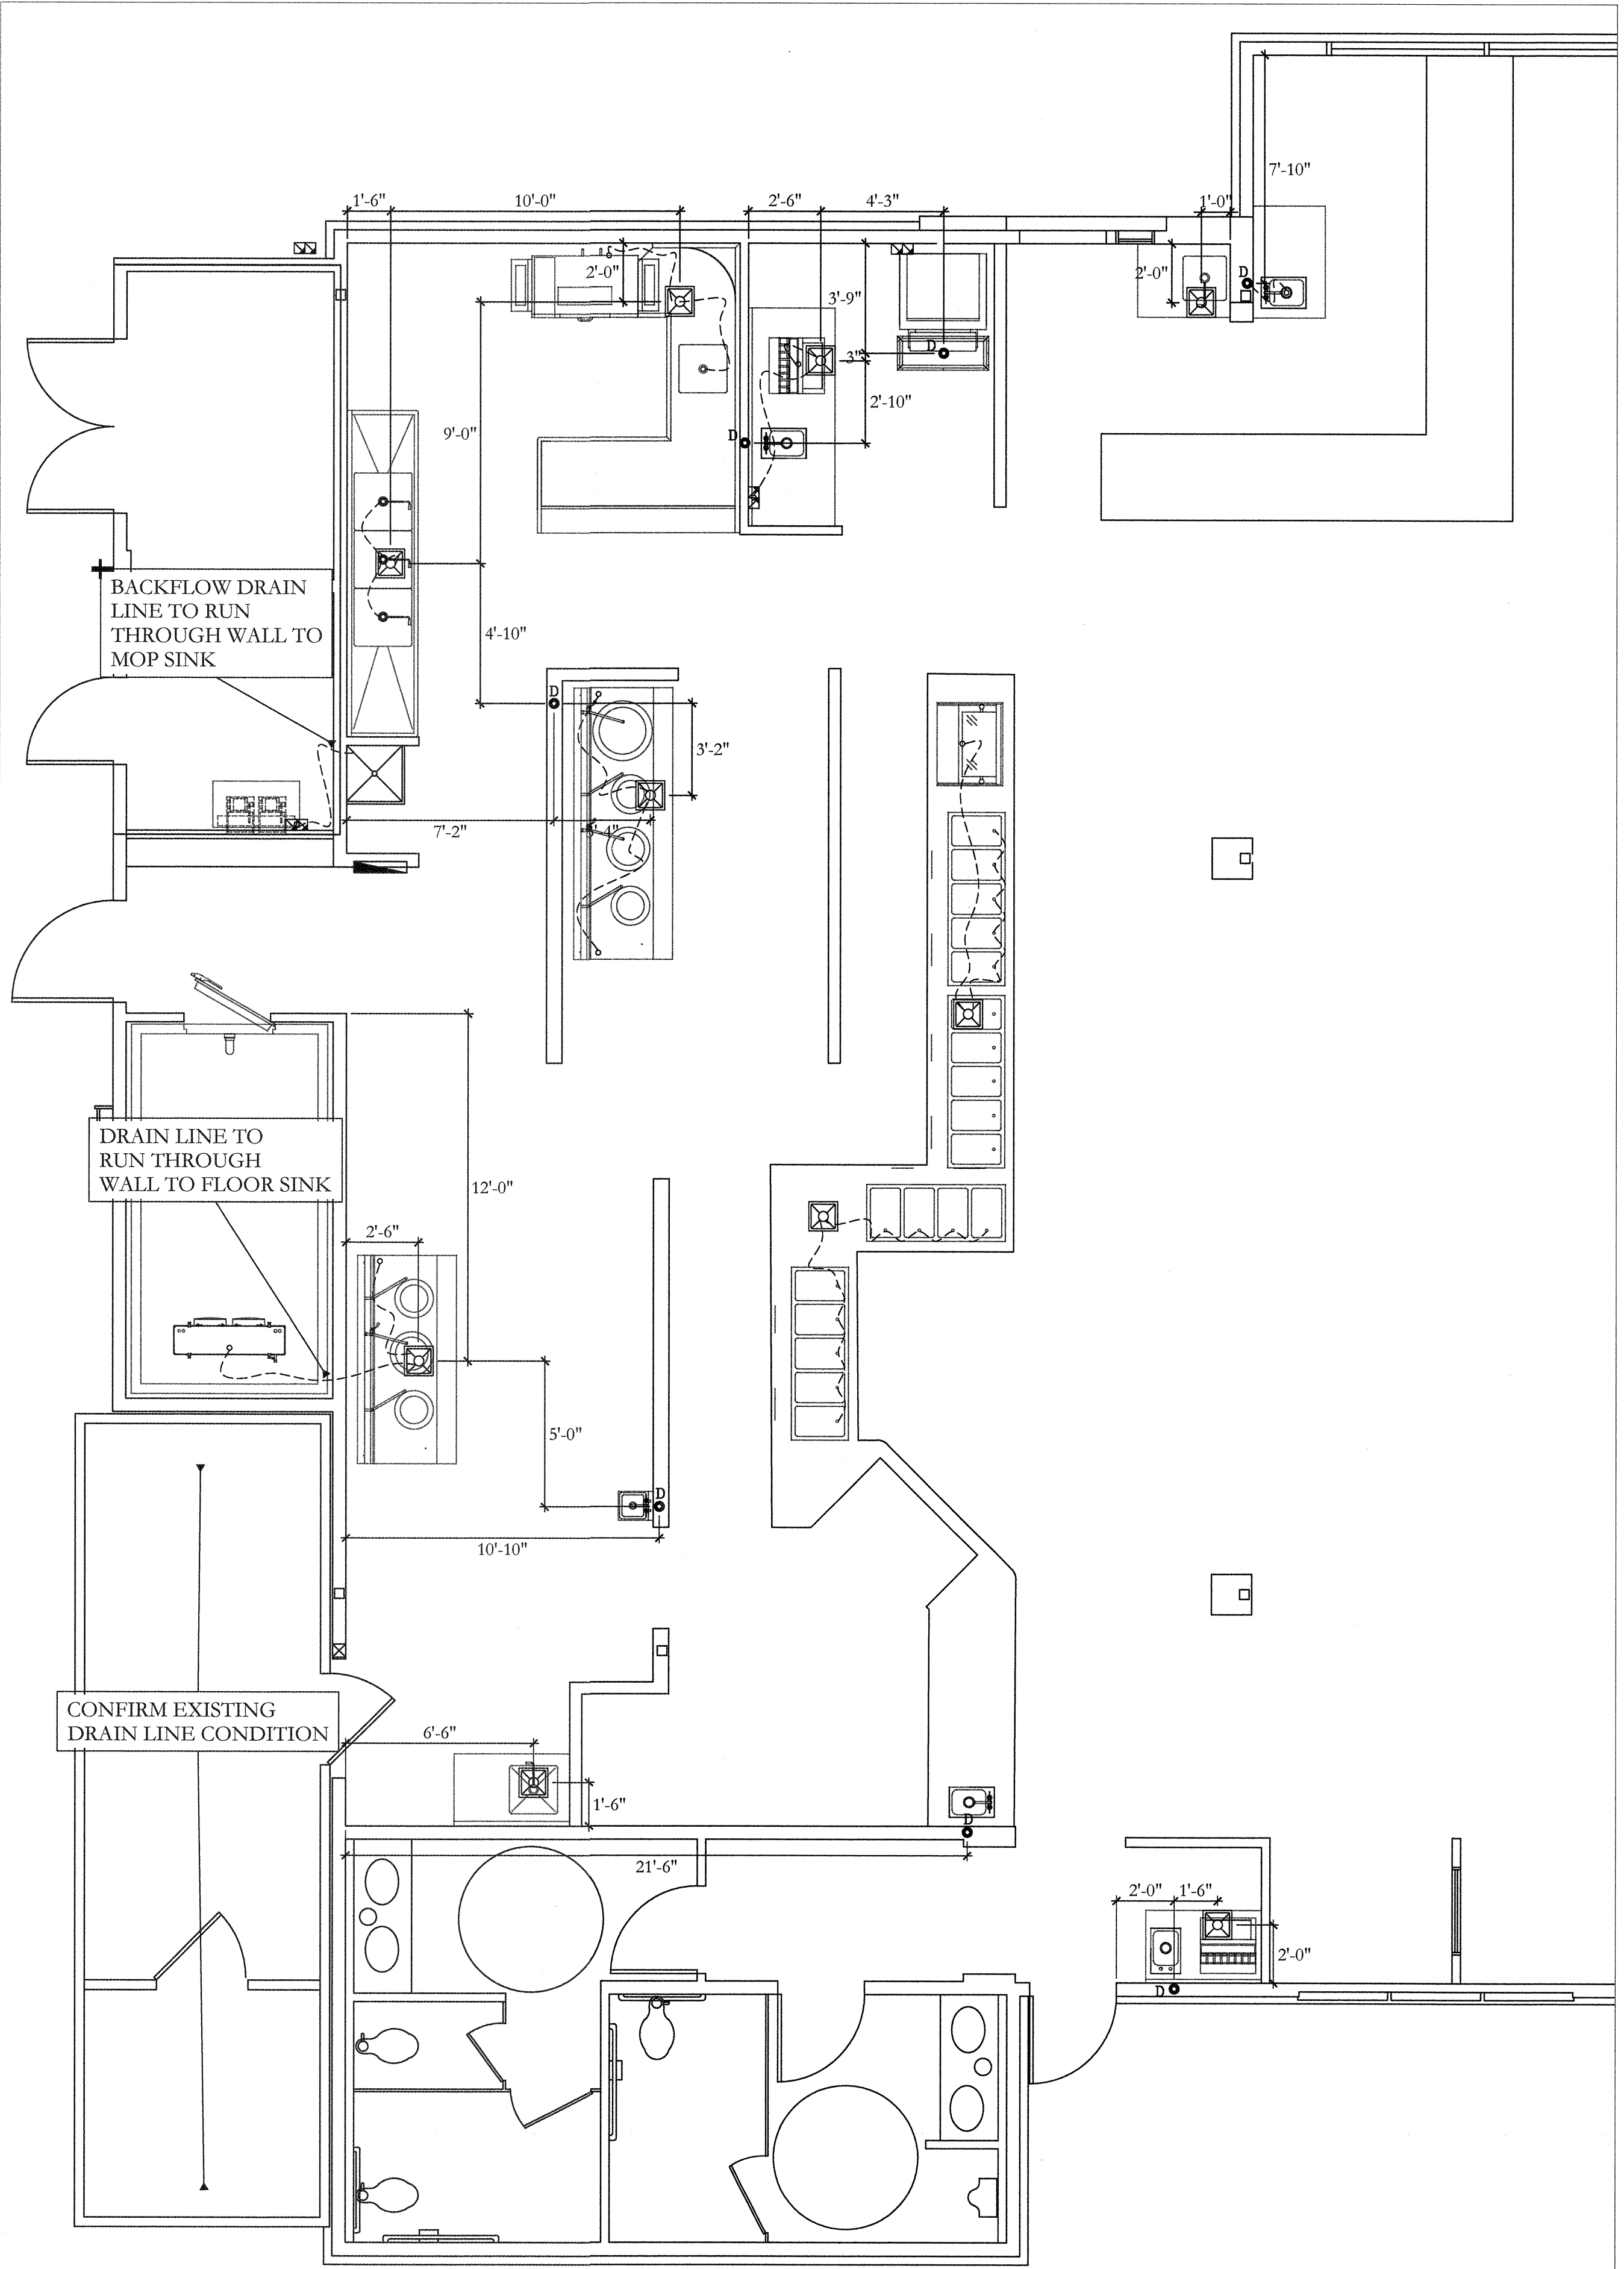 7'-10"
1'-6"
10'-0"
2'-6"
4'-3"
1'-0"
2'-0"
2'-0"
D
3'-9"
D
3"
2'-10"
9'-0"
D
BACKFLOW DRAIN
LINE TO RUN
THROUGH WALL TO
MOP SINK
4'-10"
D
3'-2"
7'-2"
4"
DRAIN LINE TO
RUN THROUGH
WALL TO FLOOR SINK
12'-0"
2'-6"
5'-0"
D
10'-10"
CONFIRM EXISTING
DRAIN LINE CONDITION
6'-6"
1'-6"
D
21'-6"
2'-0"
1'-6"
2'-0"
D